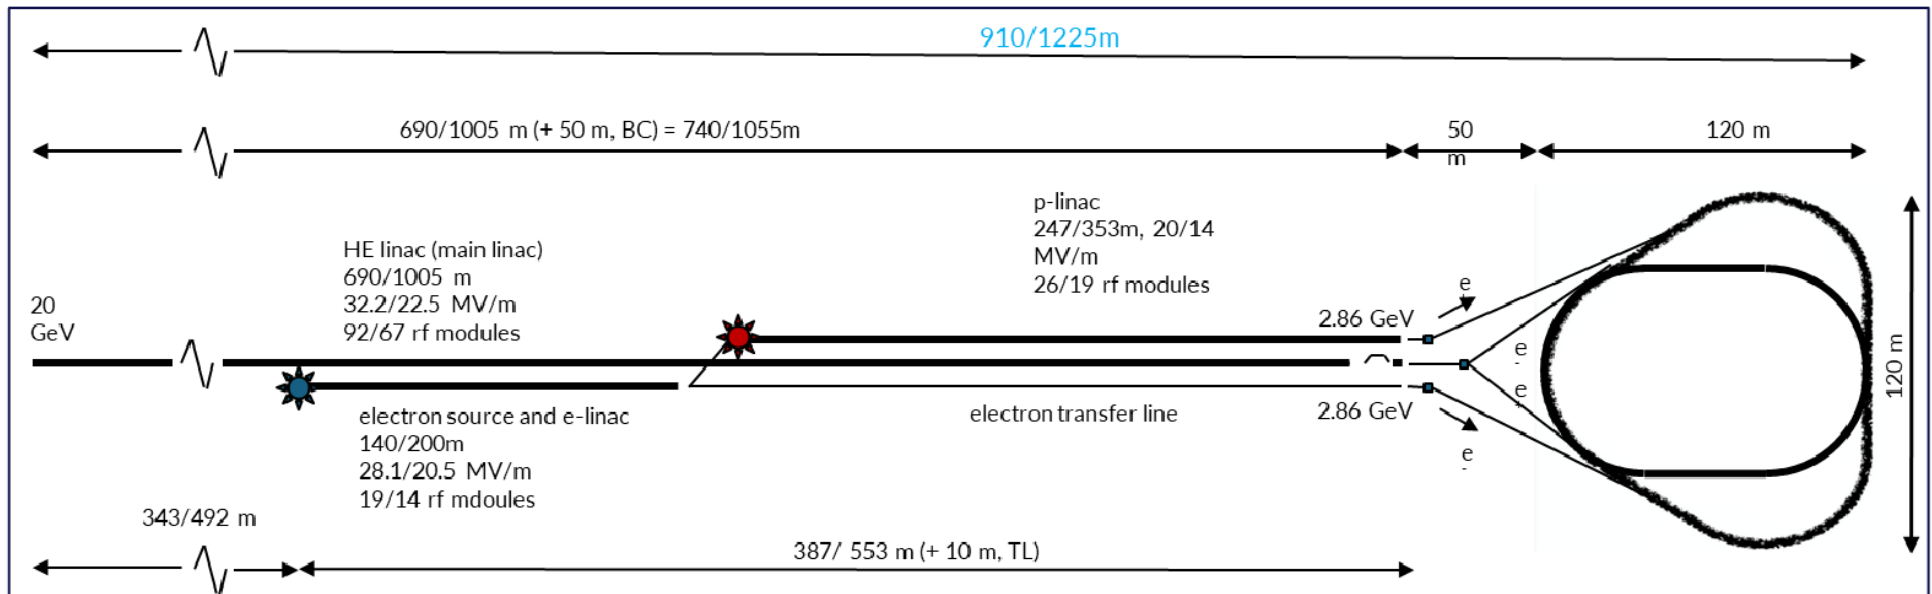 910/1225m
690/1005 m (+ 50 m, BC) = 740/1055m
50
m
120 m
p-linac
247/353m, 20/14
MV/m
26/19 rf modules
HE linac (main linac)
690/1005 m
32.2/22.5 MV/m
92/67 rf modules
20
GeV
2.86 GeV
e
e
-
e
120 m
electron source and e-linac
140/200m
28.1/20.5 MV/m
19/14 rf mdoules
electron transfer line
2.86 GeV
e
-
343/492 m
387/ 553 m (+ 10 m, TL)